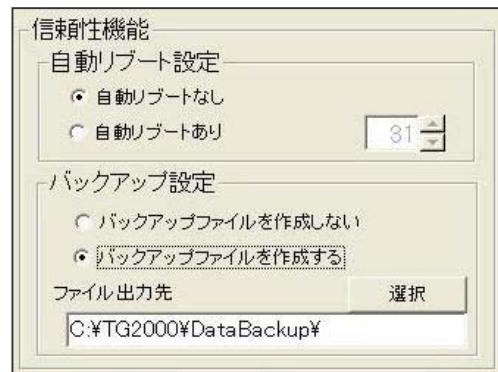 信頼性機能
自動リブート設定
自動リブートなし
自動リブートあり 31
バックアップ設定
バックアップファイルを作成しない
バックアップファイルを作成する
ファイル出力先 選択
C:¥TG2000¥DataBackup¥